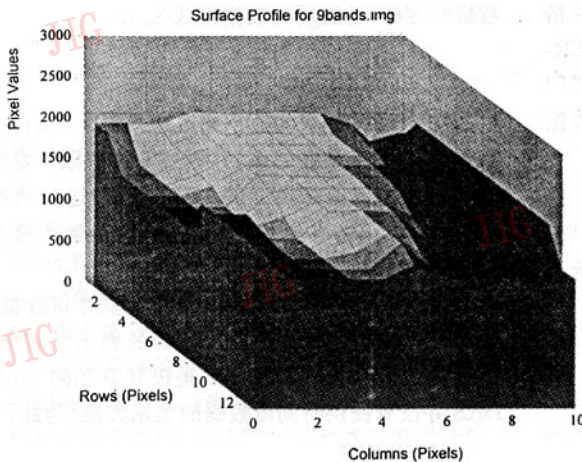 Surface Profile for 9bands.img
JIG
3000
2500
2000
1500
1000
500
0
Pixel Values
JIG
JIG
JIG
2
4
6
8
10
12
Rows (Pixels)
0
2
4
6
8
10
Columns (Pixels)